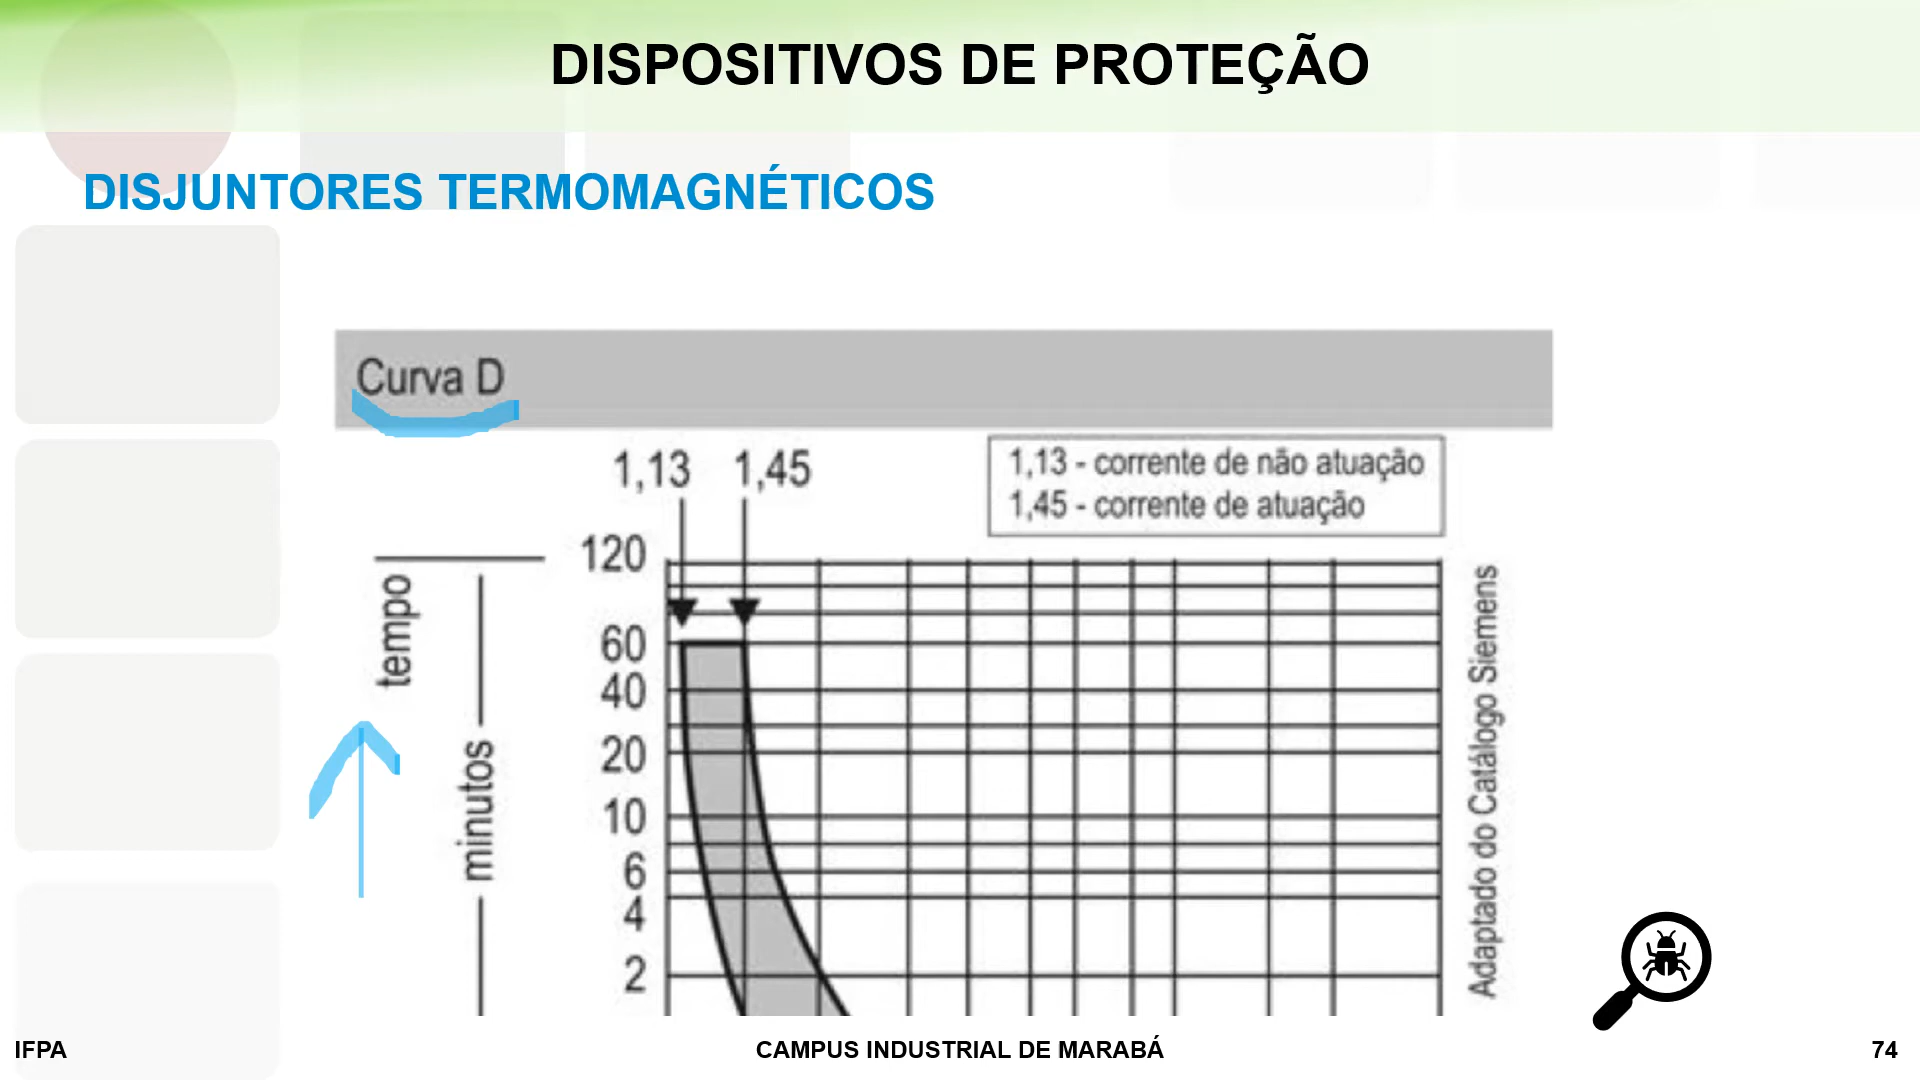 DISPOSITIVOS DE PROTEÇÃO
DISJUNTORES TERMOMAGNÉTICOS
Curva D
1,13 1,45
1,13 - corrente de não atuação
1,45 - corrente de atuação
tempo
minutos
120
60
40
20
10
6
4
2
Adaptado do Catálogo Siemens
IFPA
CAMPUS INDUSTRIAL DE MARABÁ
74